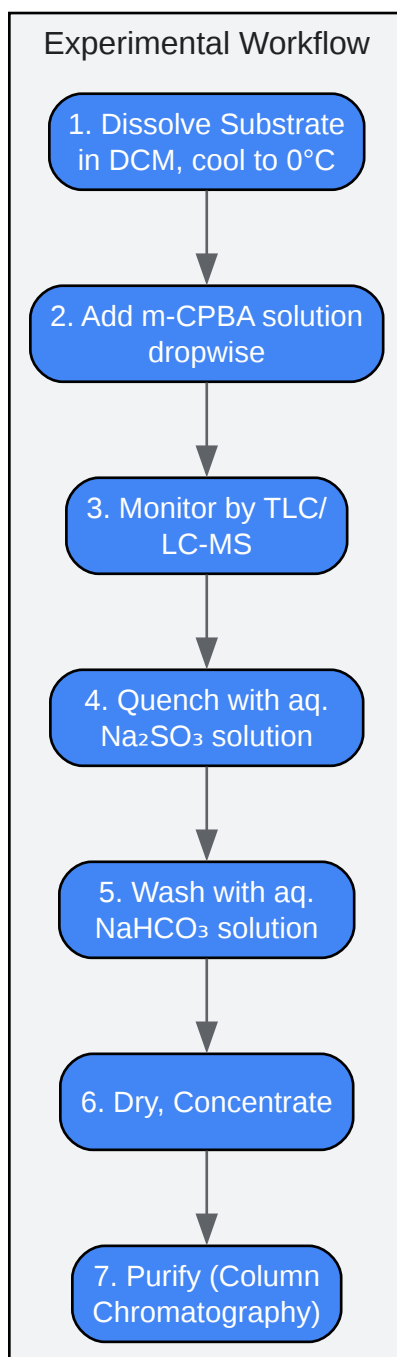 Experimental Workflow
1. Dissolve Substrate
in DCM, cool to 0°C
2. Add m-CPBA solution
dropwise
3. Monitor by TLC/
LC-MS
4. Quench with aq.
Na₂SO₃ solution
5. Wash with aq.
NaHCO₃ solution
6. Dry, Concentrate
7. Purify (Column
Chromatography)